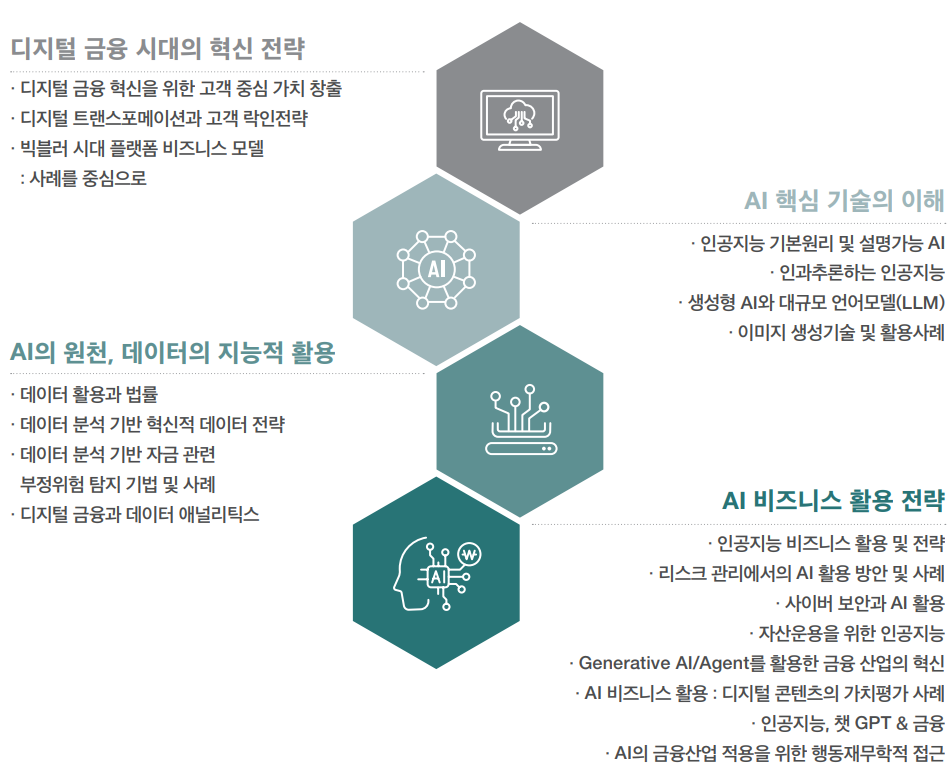 디지털 금융 시대의 혁신 전략
· 디지털 금융 혁신을 위한 고객 중심 가치 창출
· 디지털 트랜스포메이션과 고객 락인전략
· 빅블러 시대 플랫폼 비즈니스 모델
: 사례를 중심으로
AI 핵심 기술의 이해
· 인공지능 기본원리 및 설명가능 AI
· 인과추론하는 인공지능
· 생성형 AI와 대규모 언어모델(LLM)
· 이미지 생성기술 및 활용사례
AI
AI의 원천, 데이터의 지능적 활용
· 데이터 활용과 법률
· 데이터 분석 기반 혁신적 데이터 전략
· 데이터 분석 기반 자금 관련
부정위험 탐지 기법 및 사례
· 디지털 금융과 데이터 애널리틱스
AI 비즈니스 활용 전략
· 인공지능 비즈니스 활용 및 전략
· 리스크 관리에서의 AI 활용 방안 및 사례
· 사이버 보안과 AI 활용
· 자산운용을 위한 인공지능
· Generative AI/Agent를 활용한 금융 산업의 혁신
· AI 비즈니스 활용 : 디지털 콘텐츠의 가치평가 사례
· 인공지능, 챗 GPT & 금융
· AI의 금융산업 적용을 위한 행동재무학적 접근
AI
₩